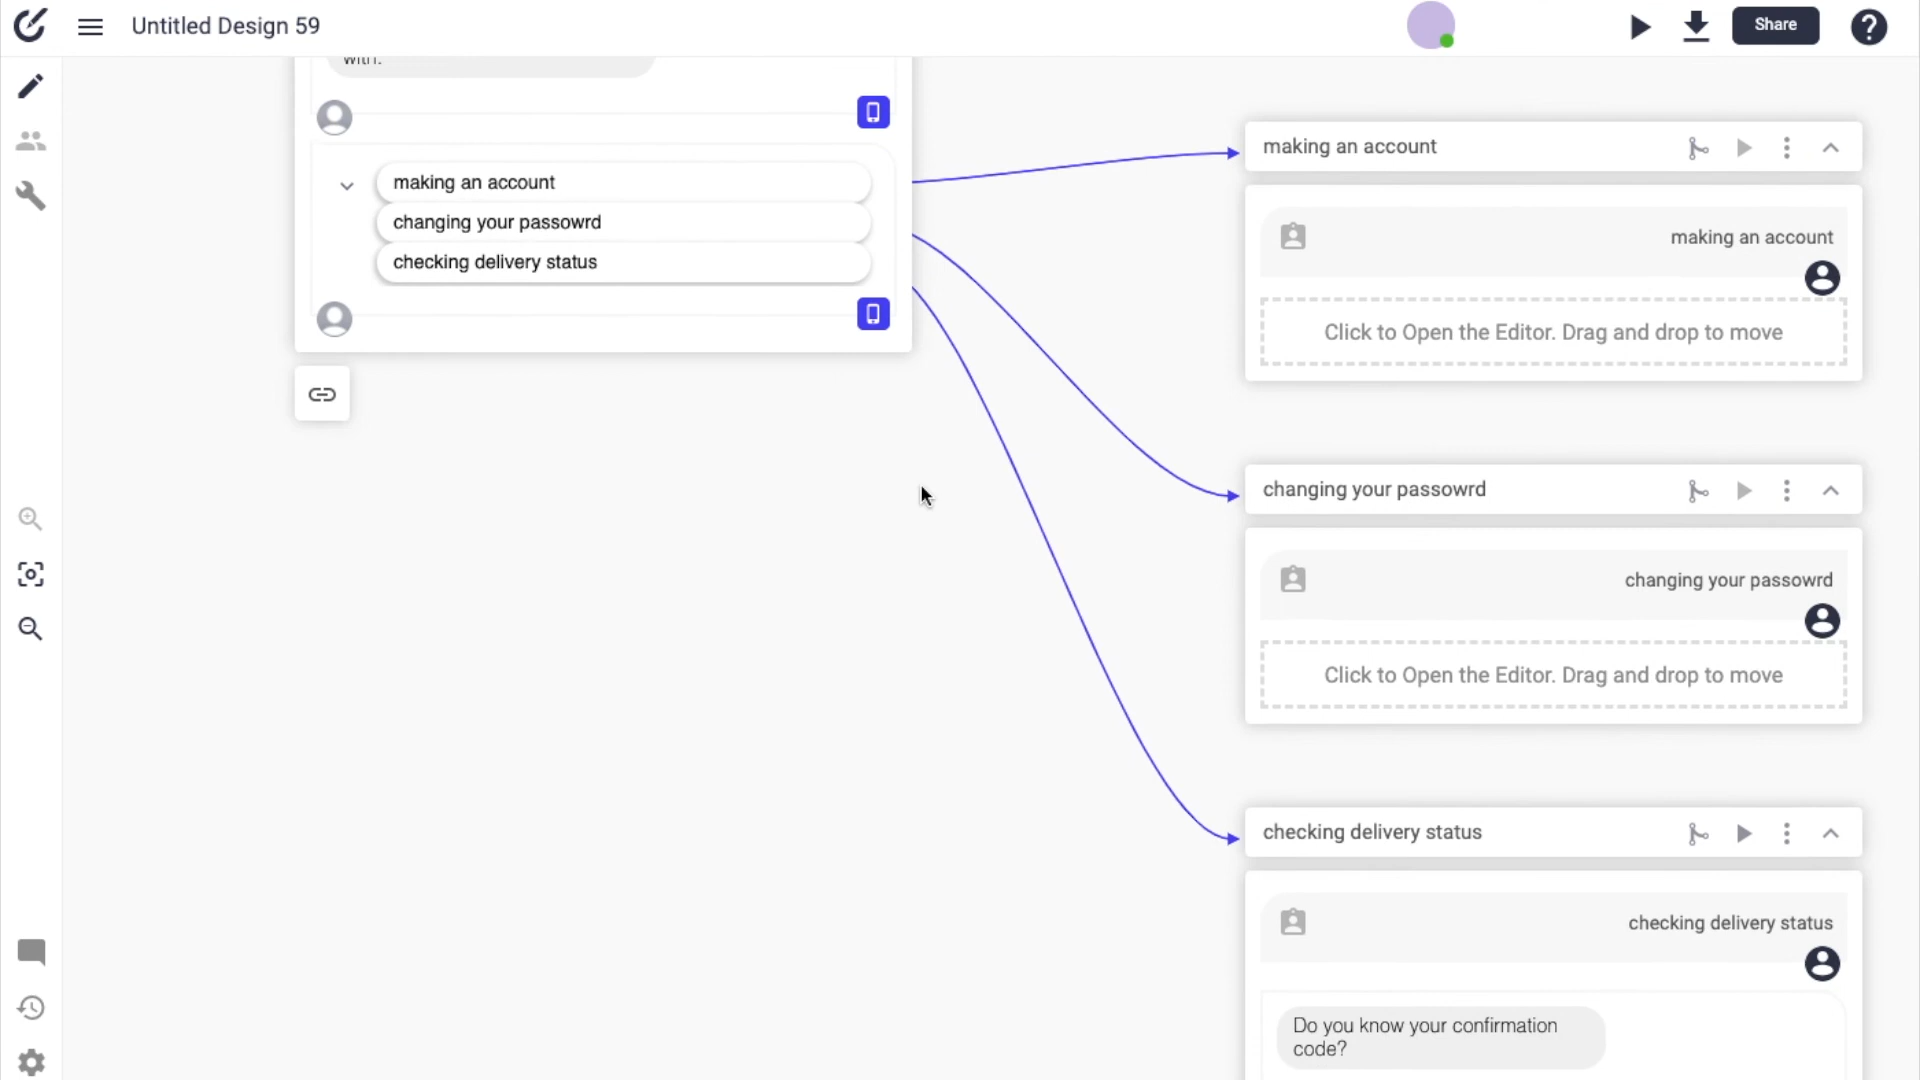 Untitled Design 59
Share
with:
making an account
changing your passowrd
checking delivery status
making an account
making an account
Click to Open the Editor. Drag and drop to move
changing your passowrd
changing your passowrd
Click to Open the Editor. Drag and drop to move
checking delivery status
checking delivery status
Do you know your confirmation
code?